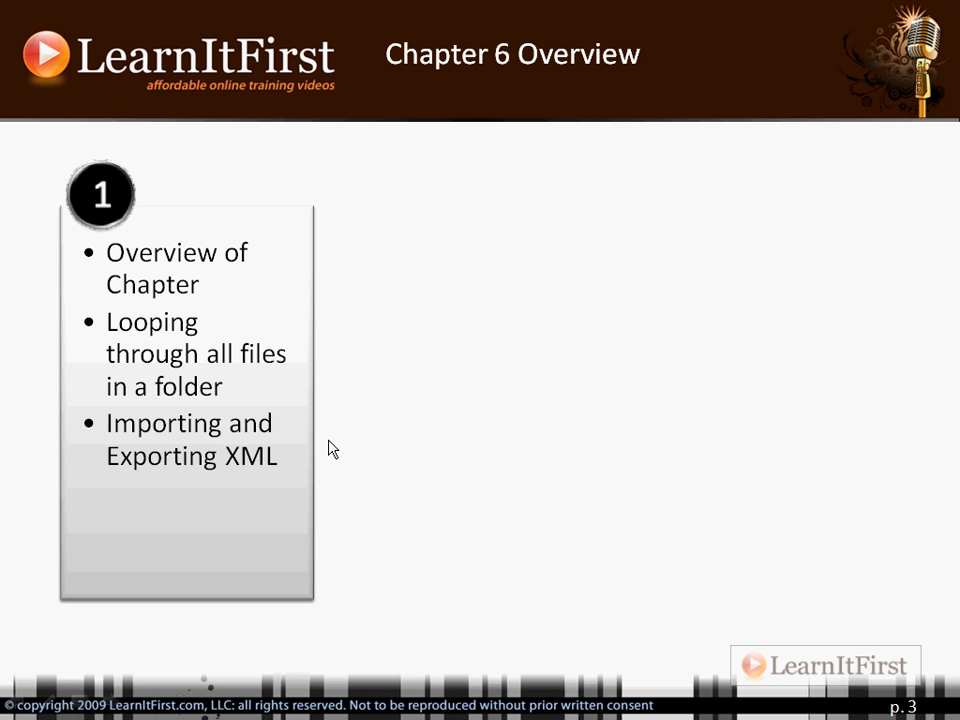 LearnItFirst
affordable online training videos
Chapter 6 Overview
1
• Overview of
Chapter
• Looping
through all files
in a folder
• Importing and
Exporting XML
LearnItFirst
© copyright 2009 LearnItFirst.com, LLC: all rights reserved. Not to be reproduced without prior written consent
p. 3